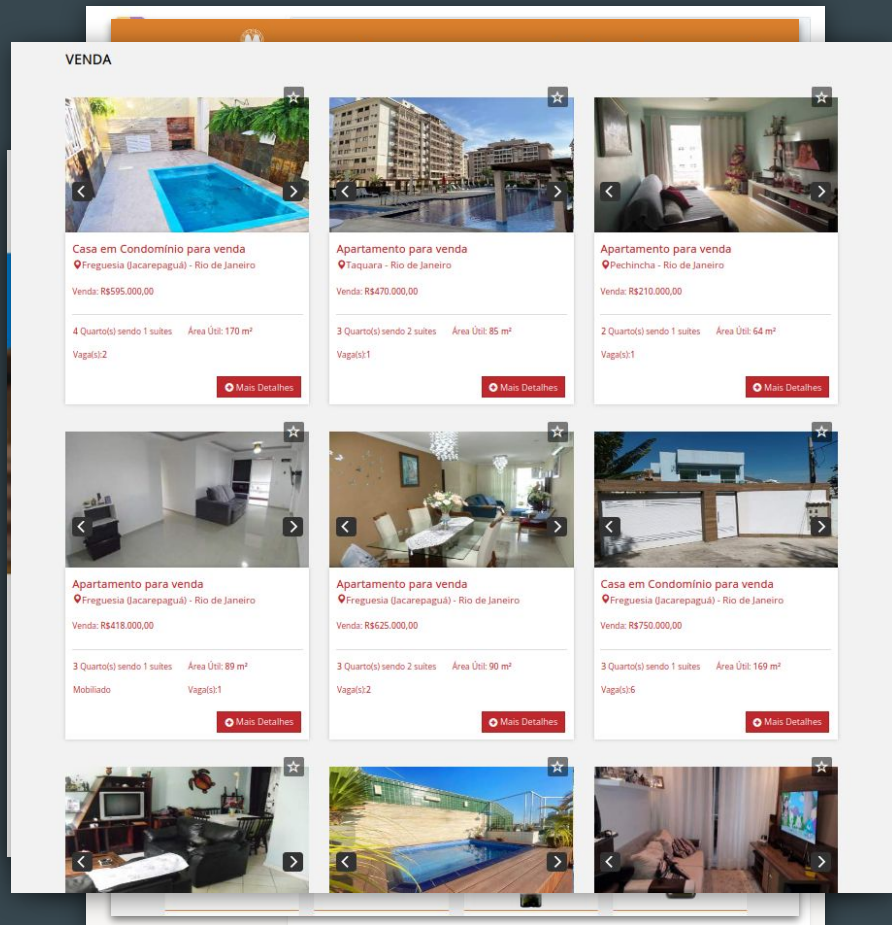 VENDA
Casa em Condomínio para venda
Freguesia (Jacarepaguá) - Rio de Janeiro
Venda: R$595.000,00
4 Quarto(s) sendo 1 suites Área Útil: 170 m²
Vaga(s):2
Mais Detalhes
Apartamento para venda
Taquara - Rio de Janeiro
Venda: R$470.000,00
3 Quarto(s) sendo 2 suites Área Útil: 85 m²
Vaga(s):1
Mais Detalhes
Apartamento para venda
Pechincha - Rio de Janeiro
Venda: R$210.000,00
2 Quarto(s) sendo 1 suites Área Útil: 64 m²
Vaga(s):1
Mais Detalhes
Apartamento para venda
Freguesia (Jacarepaguá) - Rio de Janeiro
Venda: R$418.000,00
3 Quarto(s) sendo 1 suites Área Útil: 89 m²
Mobiliado Vaga(s):1
Mais Detalhes
Apartamento para venda
Freguesia (Jacarepaguá) - Rio de Janeiro
Venda: R$625.000,00
3 Quarto(s) sendo 2 suites Área Útil: 90 m²
Vaga(s):2
Mais Detalhes
Casa em Condomínio para venda
Freguesia (Jacarepaguá) - Rio de Janeiro
Venda: R$750.000,00
3 Quarto(s) sendo 1 suites Área Útil: 169 m²
Vaga(s):6
Mais Detalhes